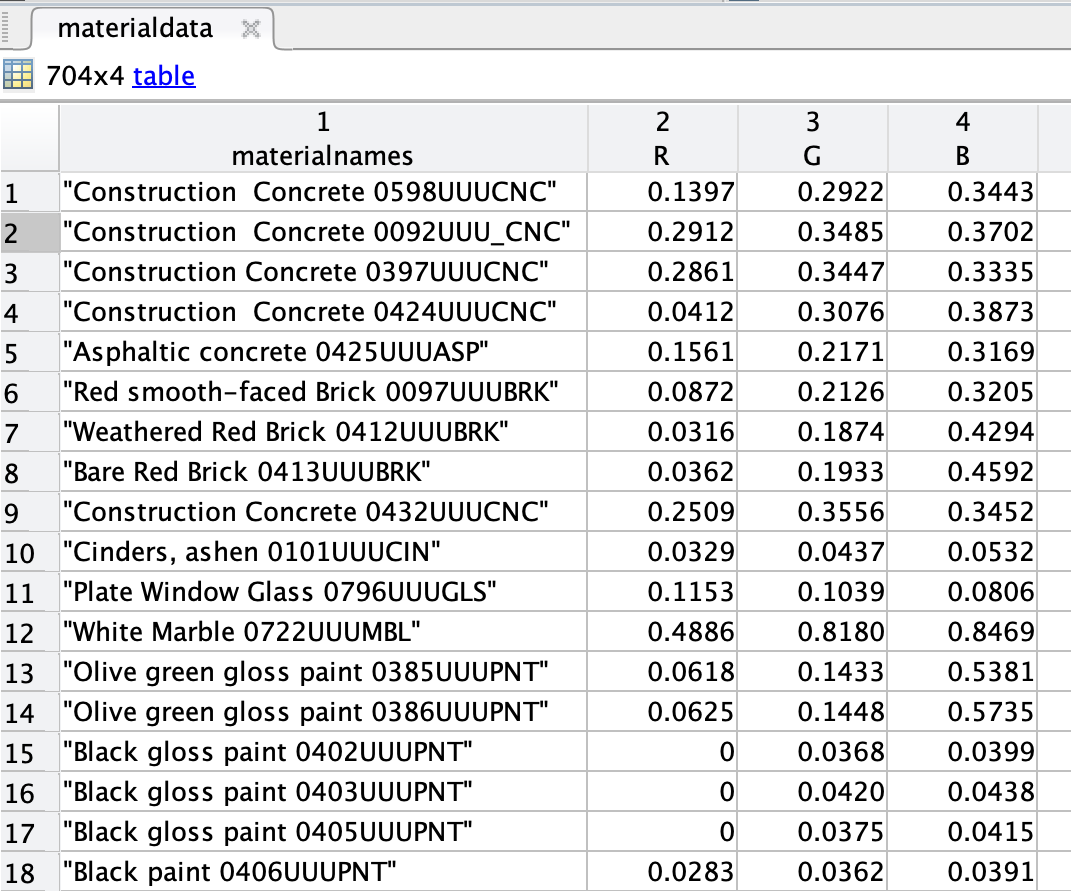 materialdata
704x4 table
1 2 3 4
materialnames R G B
1 "Construction  Concrete 0598UUUCNC" 0.1397 0.2922 0.3443
2 "Construction  Concrete 0092UUU_CNC" 0.2912 0.3485 0.3702
3 "Construction Concrete 0397UUUCNC" 0.2861 0.3447 0.3335
4 "Construction  Concrete 0424UUUCNC" 0.0412 0.3076 0.3873
5 "Asphaltic concrete 0425UUUASP" 0.1561 0.2171 0.3169
6 "Red smooth-faced Brick 0097UUUBRK" 0.0872 0.2126 0.3205
7 "Weathered Red Brick 0412UUUBRK" 0.0316 0.1874 0.4294
8 "Bare Red Brick 0413UUUBRK" 0.0362 0.1933 0.4592
9 "Construction Concrete 0432UUUCNC" 0.2509 0.3556 0.3452
10 "Cinders, ashen 0101UUUCIN" 0.0329 0.0437 0.0532
11 "Plate Window Glass 0796UUUGLS" 0.1153 0.1039 0.0806
12 "White Marble 0722UUUMBL" 0.4886 0.8180 0.8469
13 "Olive green gloss paint 0385UUUPNT" 0.0618 0.1433 0.5381
14 "Olive green gloss paint 0386UUUPNT" 0.0625 0.1448 0.5735
15 "Black gloss paint 0402UUUPNT" 0 0.0368 0.0399
16 "Black gloss paint 0403UUUPNT" 0 0.0420 0.0438
17 "Black gloss paint 0405UUUPNT" 0 0.0375 0.0415
18 "Black paint 0406UUUPNT" 0.0283 0.0362 0.0391